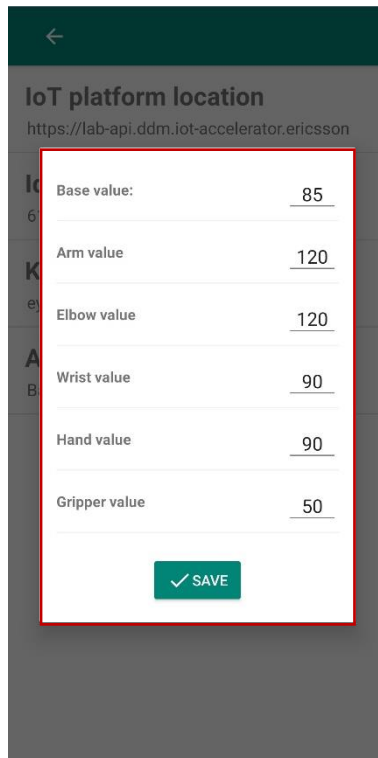 IoT platform location
https://lab-api.ddm.iot-accelerator.ericsson
Base value: 85
Arm value 120
Elbow value 120
Wrist value 90
Hand value 90
Gripper value 50
SAVE